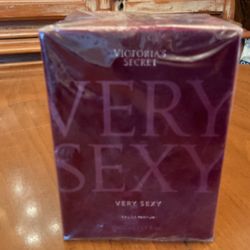 VICTORIA'S
SECRET
VERY
SEXY
VERY SEXY
EAU DE PARFUM